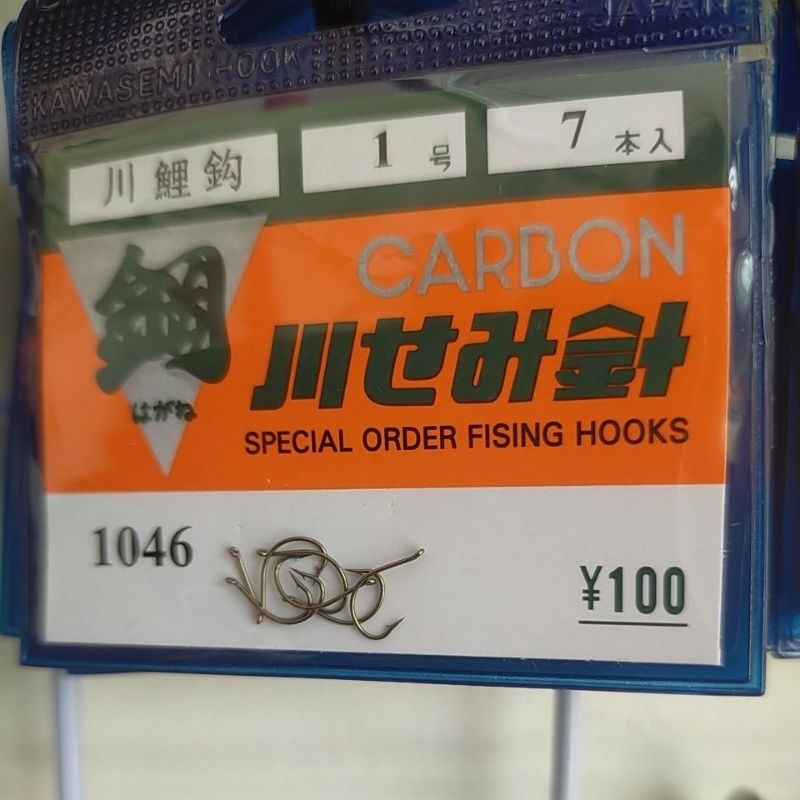 KAWASEMI HOOK
JAPAN
川鯉鈎
1号
7本入
CARBON
鋼
はがね
川せみ針
SPECIAL ORDER FISING HOOKS
1046
¥100